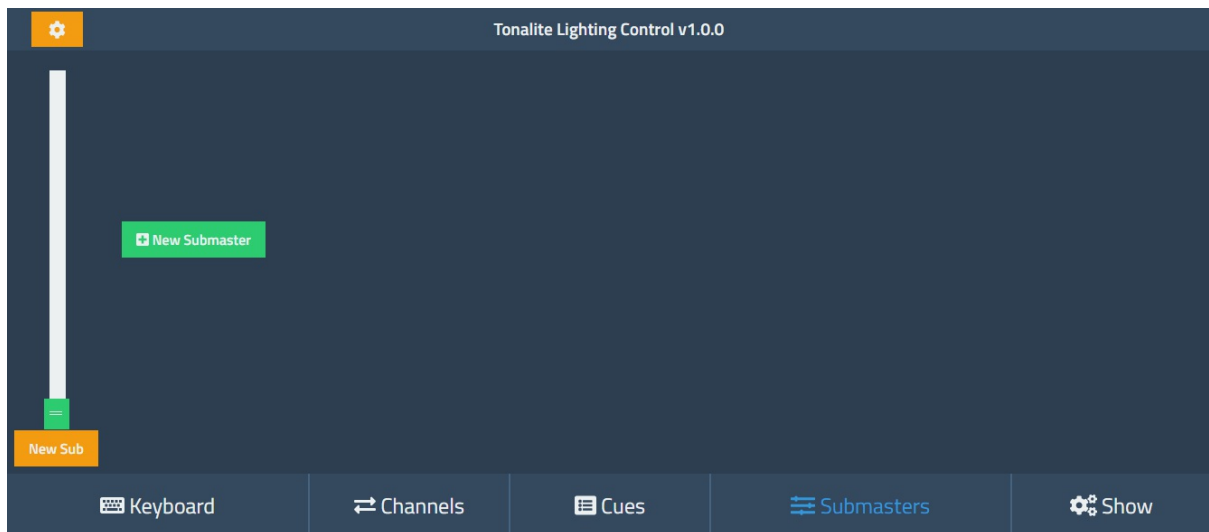 Tonalite Lighting Control v1.0.0
New Submaster
New Sub
Keyboard
Channels
Cues
Submasters
Show